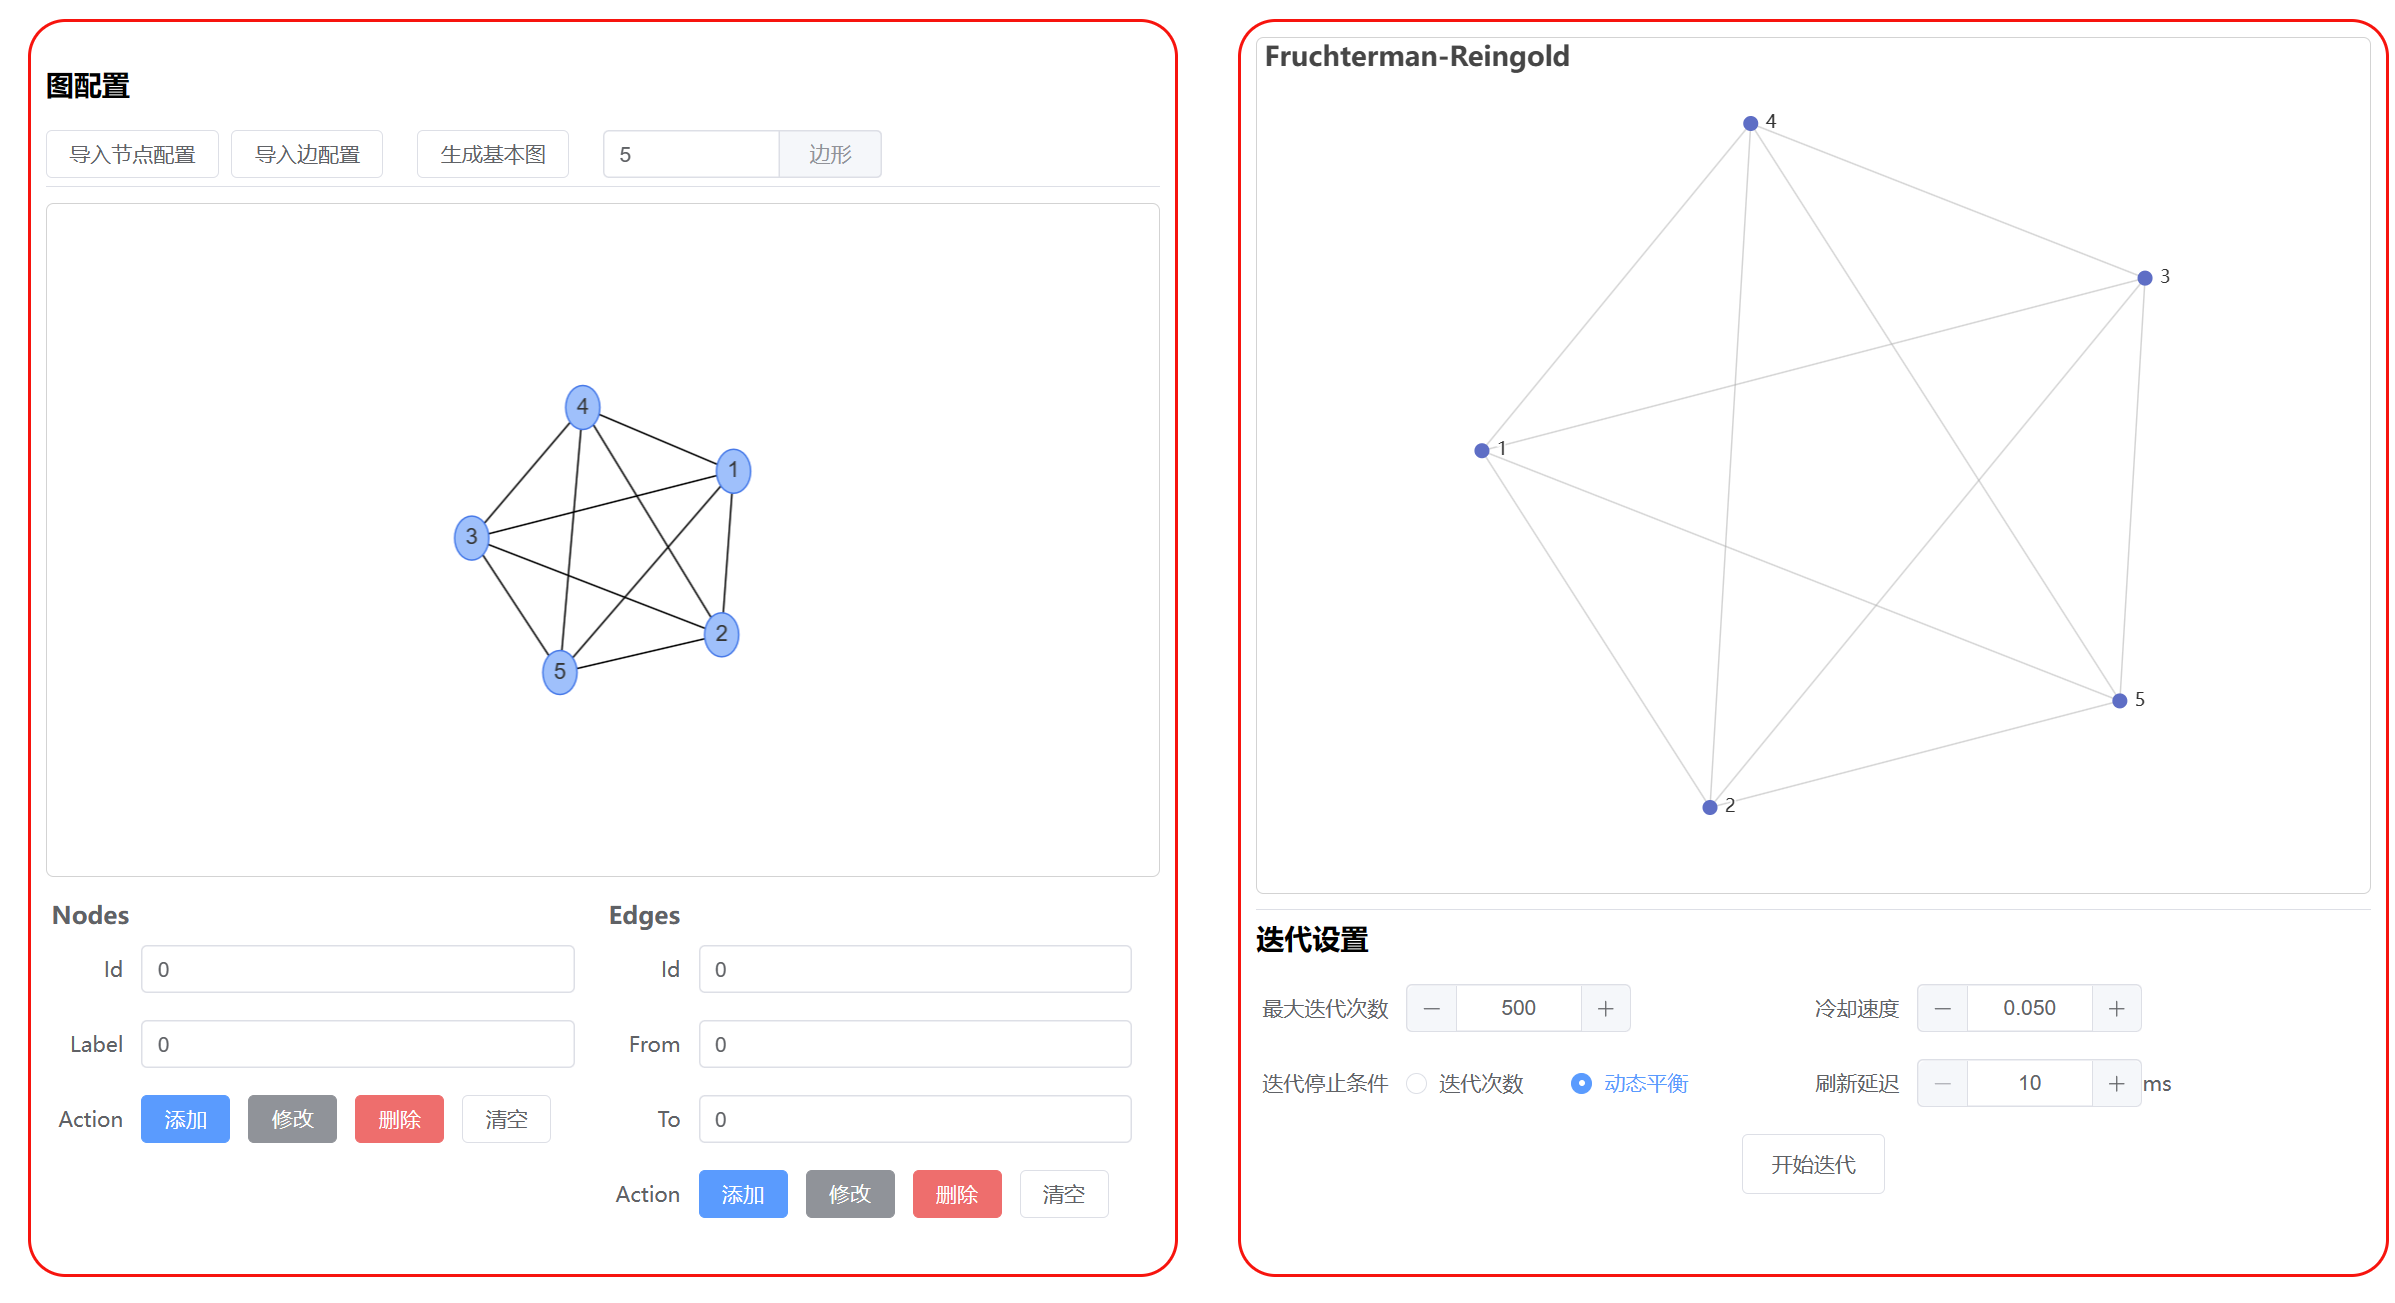 图配置
导入节点配置 导入边配置 生成基本图 5 边形
4
1
3
2
5
Nodes
Id 0
Label 0
Action 添加 修改 删除 清空
Edges
Id 0
From 0
To 0
Action 添加 修改 删除 清空
Fruchterman-Reingold
4
3
1
5
2
迭代设置
最大迭代次数 — 500 + 冷却速度 — 0.050 +
迭代停止条件 迭代次数 动态平衡 刷新延迟 — 10 + ms
开始迭代